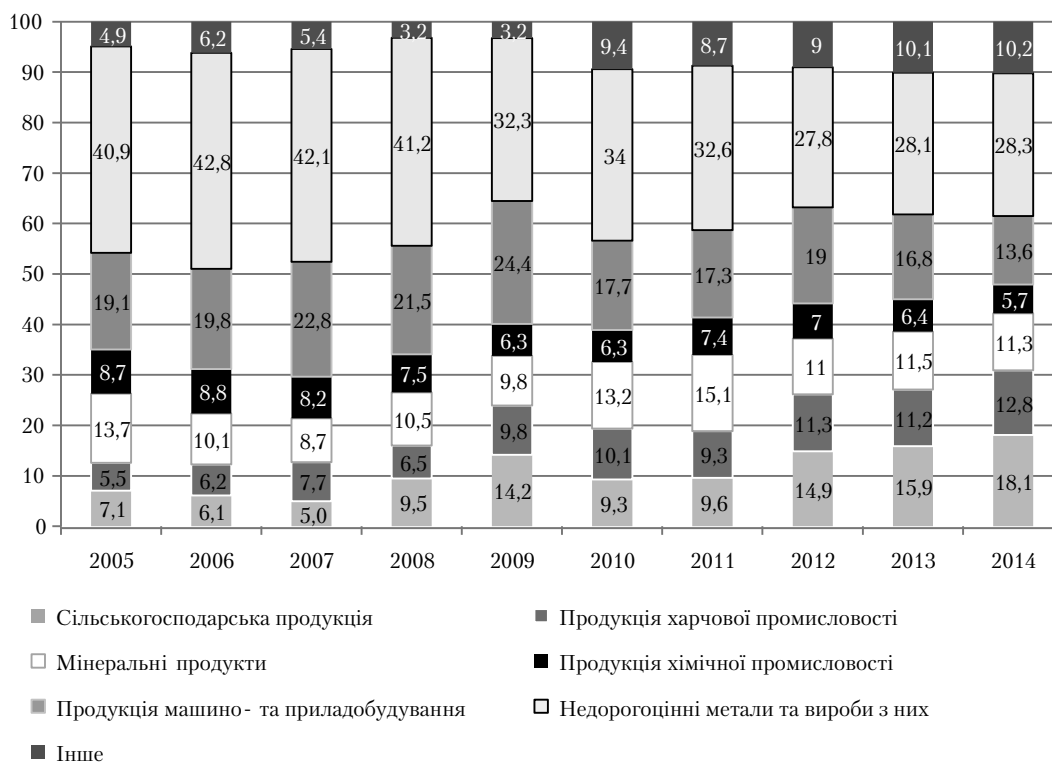 100
90
80
70
60
50
40
30
20
10
0
4,9 6,2 5,4 3,2 3,2 9,4 8,7 9 10,1 10,2
40,9 42,8 42,1 41,2 32,3 34 32,6 27,8 28,1 28,3
19,1 19,8 22,8 21,5 24,4 17,7 17,3 19 16,8 13,6
8,7 8,8 8,2 7,5 6,3 6,3 7,4 7 6,4 5,7
13,7 10,1 8,7 10,5 9,8 13,2 15,1 11 11,5 11,3
5,5 6,2 7,7 6,5 9,8 10,1 9,3 11,3 11,2 12,8
7,1 6,1 5,0 9,5 14,2 9,3 9,6 14,9 15,9 18,1
2005 2006 2007 2008 2009 2010 2011 2012 2013 2014
Сільськогосподарська продукція
Продукція харчової промисловості
Мінеральні продукти
Продукція хімічної промисловості
Продукція машино- та приладобудування
Недорогоцінні метали та вироби з них
Інше